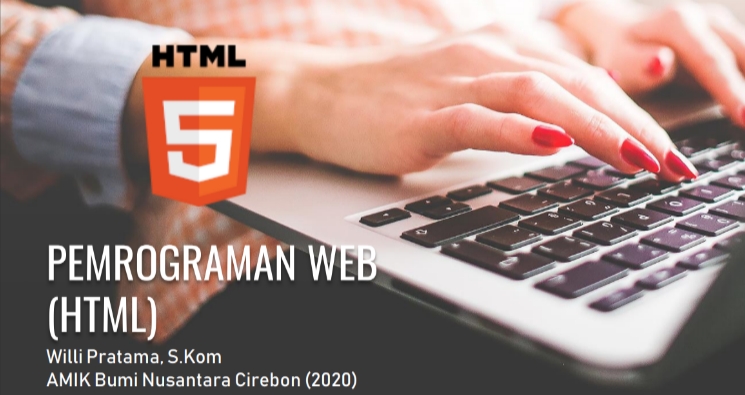 HTML
5
PEMROGRAMAN WEB
(HTML)
Willi Pratama, S.Kom
AMIK Bumi Nusantara Cirebon (2020)